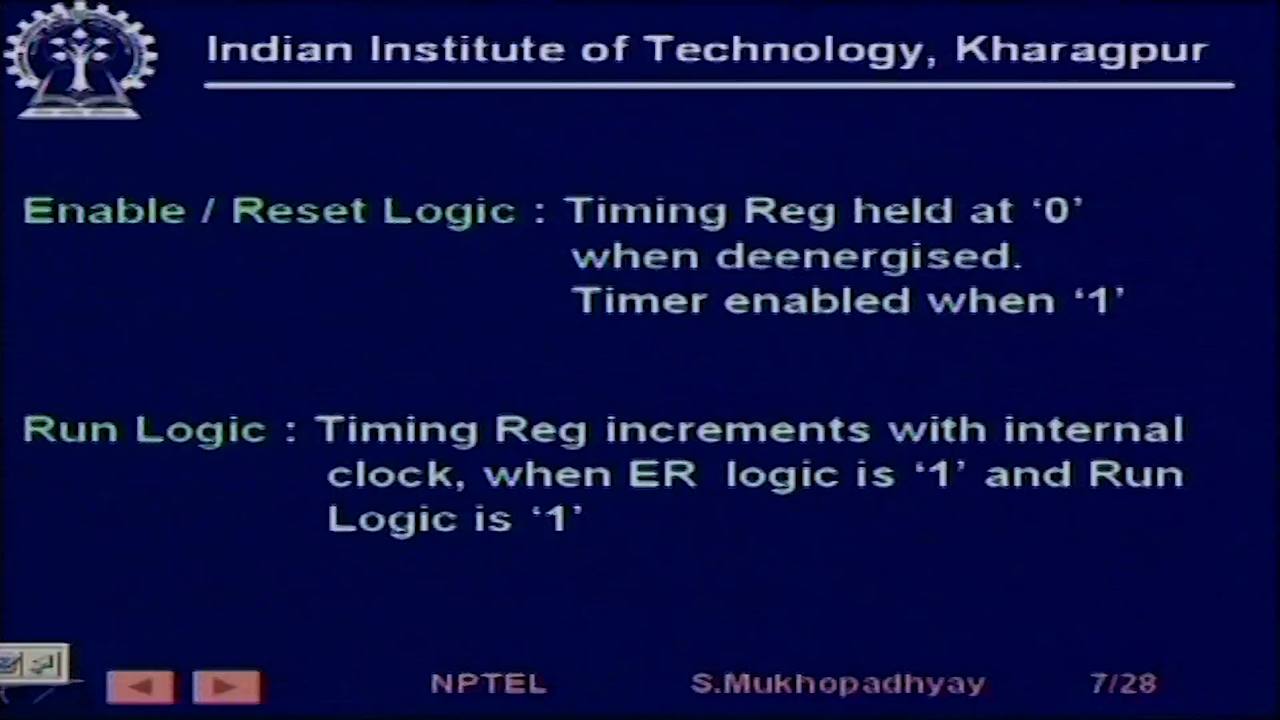 Indian Institute of Technology, Kharagpur
Enable / Reset Logic : Timing Reg held at ‘0’
when deenergised.
Timer enabled when ‘1’
Run Logic : Timing Reg increments with internal
clock, when ER logic is ‘1’ and Run
Logic is ‘1’
NPTEL S.Mukhopadhyay 7/28